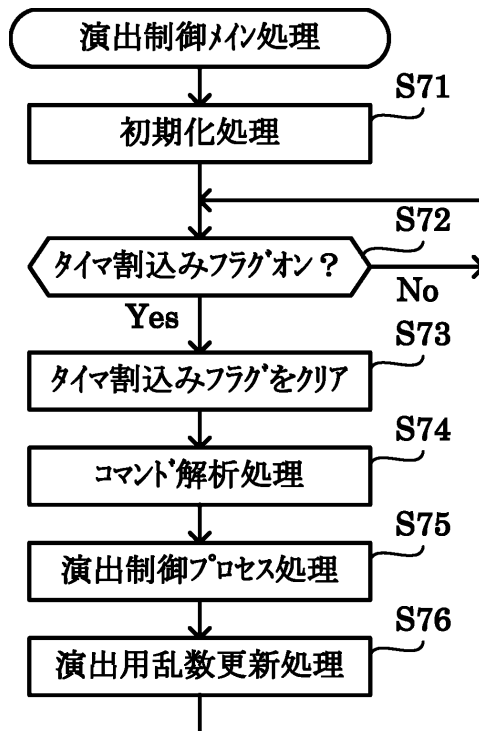 演出制御メイン処理
S71
初期化処理
S72
タイマ割込みフラグオン？
No
Yes
S73
タイマ割込みフラグをクリア
S74
コマンド解析処理
S75
演出制御プロセス処理
S76
演出用乱数更新処理